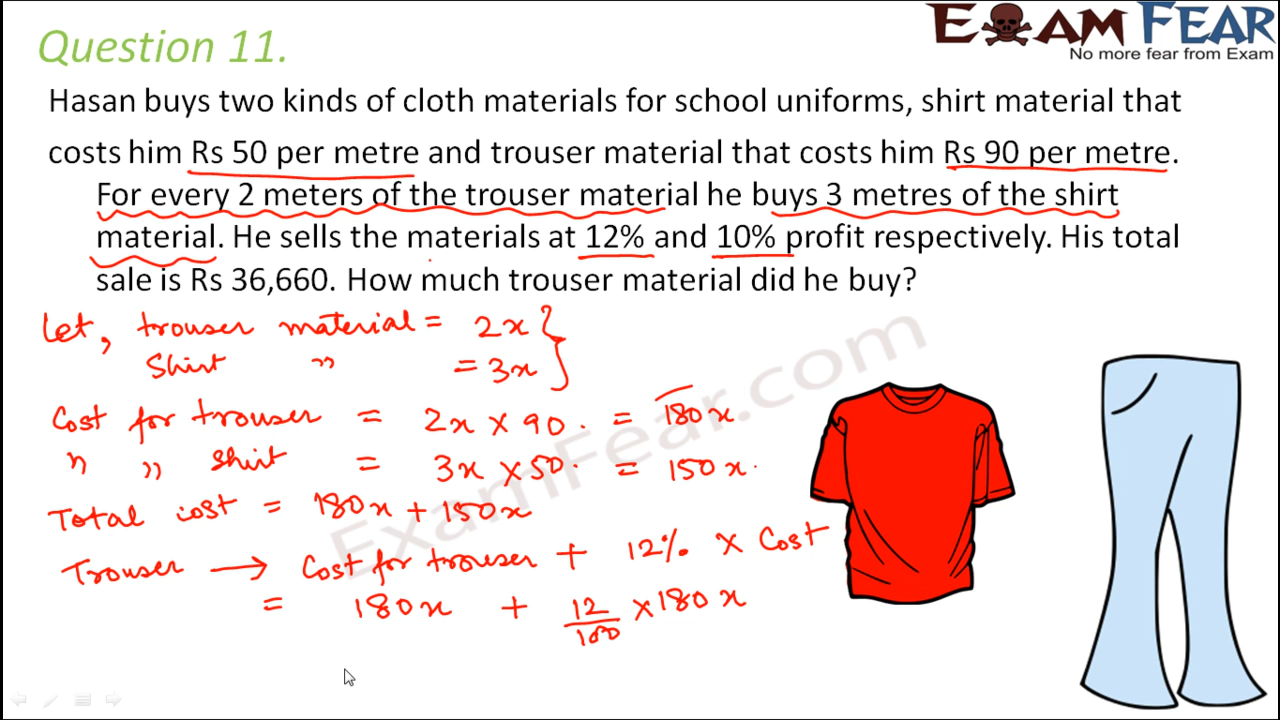 Question 11.
EXAM FEAR
No more fear from Exam
Hasan buys two kinds of cloth materials for school uniforms, shirt material that
costs him Rs 50 per metre and trouser material that costs him Rs 90 per metre.
For every 2 meters of the trouser material he buys 3 metres of the shirt
material. He sells the materials at 12% and 10% profit respectively. His total
sale is Rs 36,660. How much trouser material did he buy?
Let, trouser material = 2x }
Shirt " = 3x
Cost for trouser = 2x × 90. = 180x
" " Shirt = 3x × 50. = 150x.
Total cost = 180x + 150x
Trouser → Cost for trouser + 12% × Cost
= 180x + 12/100 × 180x
ExamFear.com